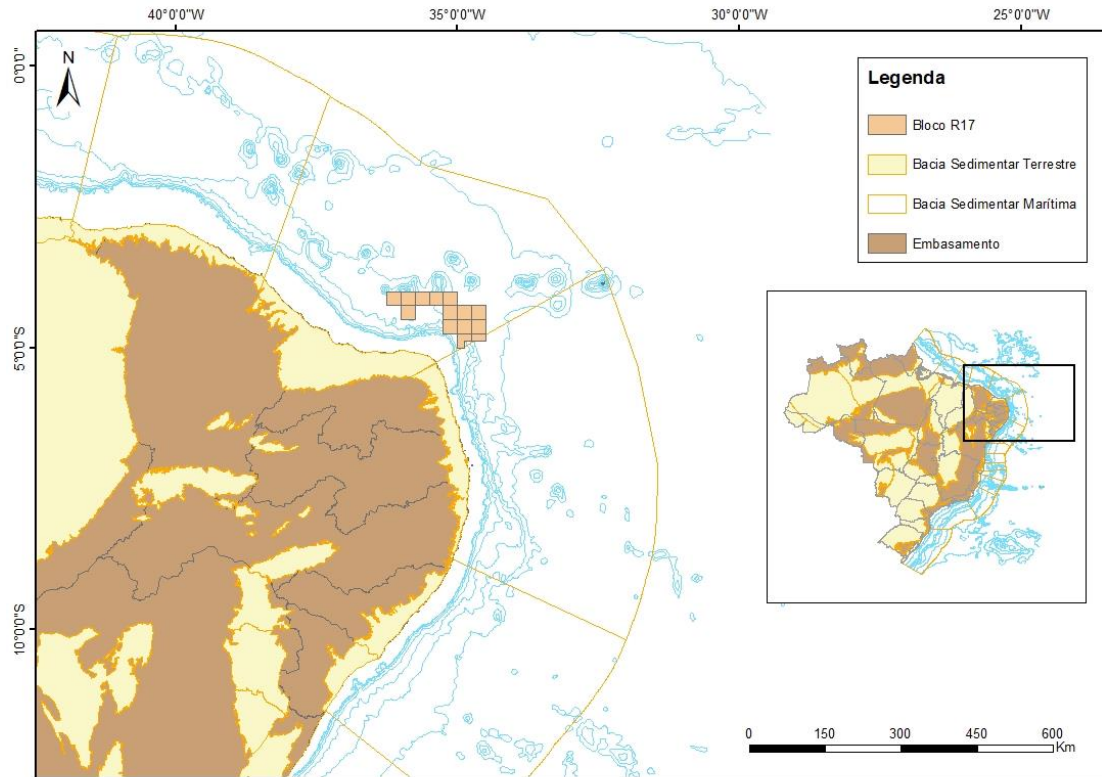 40°0'0"W 35°0'0"W 30°0'0"W 25°0'0"W
N
0°0'0"
5°0'0"S
10°0'0"S
Legenda
Bloco R17
Bacia Sedimentar Terrestre
Bacia Sedimentar Marítima
Embasamento
0 150 300 450 600
Km